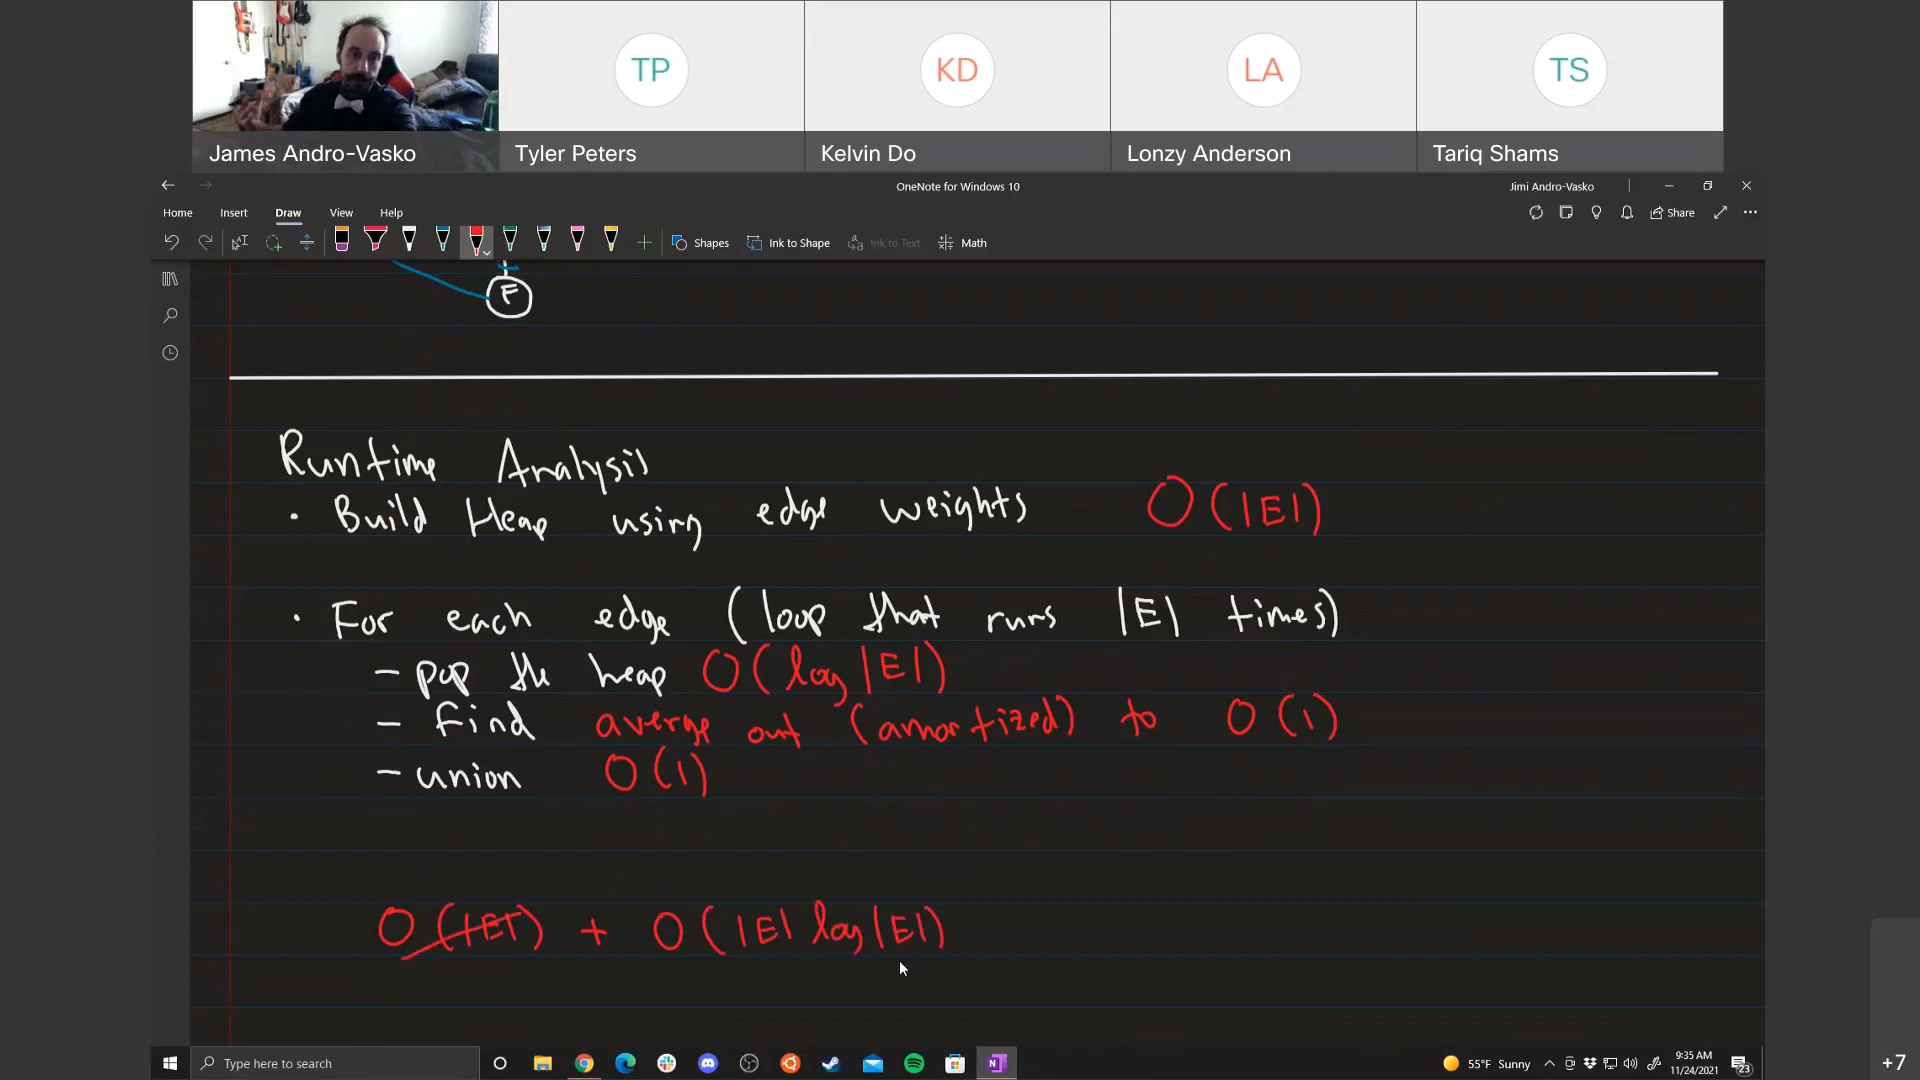 TP
KD
LA
TS
James Andro-Vasko
Tyler Peters
Kelvin Do
Lonzy Anderson
Tariq Shams
OneNote for Windows 10
Jimi Andro-Vasko
Home Insert Draw View Help
Share
Shapes Ink to Shape Ink to Text Math
F
Runtime Analysis
• Build Heap using edge weights O(|E|)
• For each edge (loop that runs |E| times)
- pop the heap O(log|E|)
- find averge out (amortized) to O(1)
- union O(1)
O(|E|) + O(|E| log|E|)
Type here to search
55°F Sunny
9:35 AM
11/24/2021
23
+7